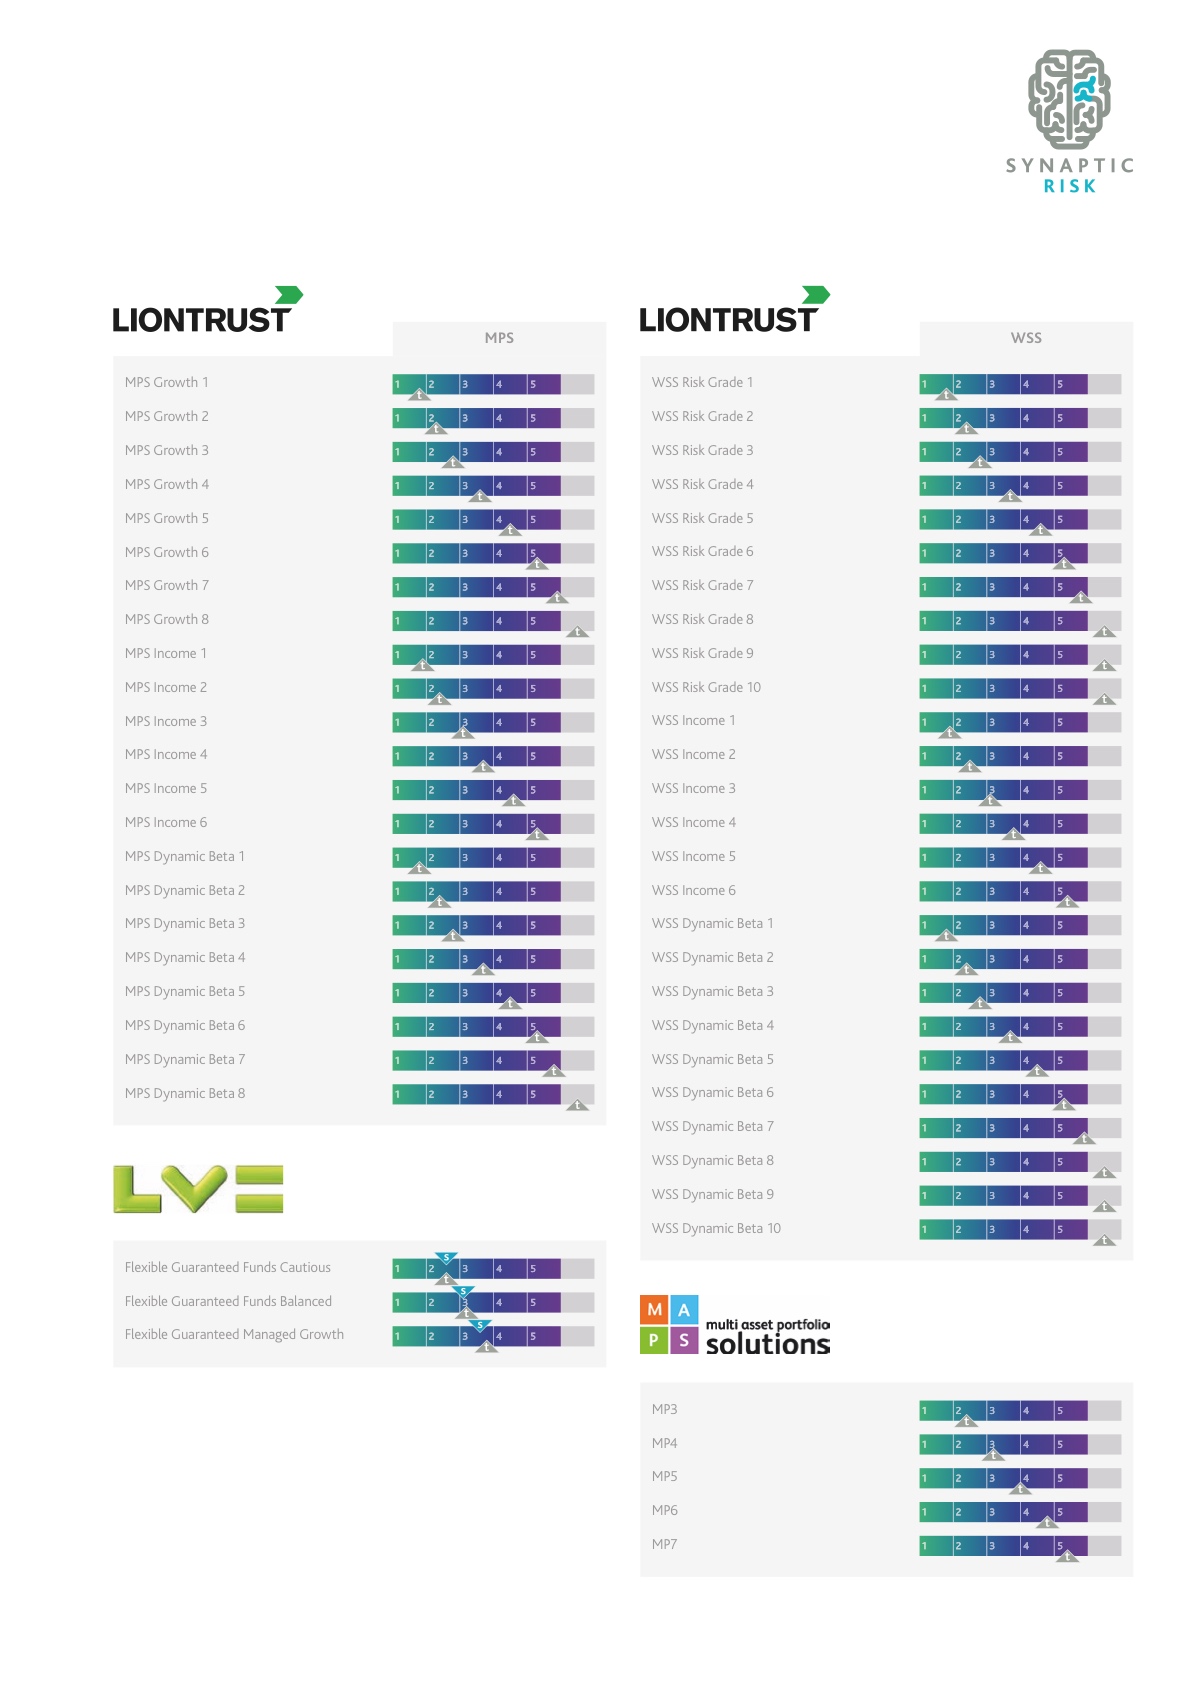 SYNAPTIC
RISK
LIONTRUST
MPS
MPS Growth 1 1 2 3 4 5 t
MPS Growth 2 1 2 3 4 5 t
MPS Growth 3 1 2 3 4 5 t
MPS Growth 4 1 2 3 4 5 t
MPS Growth 5 1 2 3 4 5 t
MPS Growth 6 1 2 3 4 5 t
MPS Growth 7 1 2 3 4 5 t
MPS Growth 8 1 2 3 4 5 t
MPS Income 1 1 2 3 4 5 t
MPS Income 2 1 2 3 4 5 t
MPS Income 3 1 2 3 4 5 t
MPS Income 4 1 2 3 4 5 t
MPS Income 5 1 2 3 4 5 t
MPS Income 6 1 2 3 4 5 t
MPS Dynamic Beta 1 1 2 3 4 5 t
MPS Dynamic Beta 2 1 2 3 4 5 t
MPS Dynamic Beta 3 1 2 3 4 5 t
MPS Dynamic Beta 4 1 2 3 4 5 t
MPS Dynamic Beta 5 1 2 3 4 5 t
MPS Dynamic Beta 6 1 2 3 4 5 t
MPS Dynamic Beta 7 1 2 3 4 5 t
MPS Dynamic Beta 8 1 2 3 4 5 t
LV=
s
Flexible Guaranteed Funds Cautious 1 2 3 4 5 t
s
Flexible Guaranteed Funds Balanced 1 2 3 4 5 t
s
Flexible Guaranteed Managed Growth 1 2 3 4 5 t
LIONTRUST
WSS
WSS Risk Grade 1 1 2 3 4 5 t
WSS Risk Grade 2 1 2 3 4 5 t
WSS Risk Grade 3 1 2 3 4 5 t
WSS Risk Grade 4 1 2 3 4 5 t
WSS Risk Grade 5 1 2 3 4 5 t
WSS Risk Grade 6 1 2 3 4 5 t
WSS Risk Grade 7 1 2 3 4 5 t
WSS Risk Grade 8 1 2 3 4 5 t
WSS Risk Grade 9 1 2 3 4 5 t
WSS Risk Grade 10 1 2 3 4 5 t
WSS Income 1 1 2 3 4 5 t
WSS Income 2 1 2 3 4 5 t
WSS Income 3 1 2 3 4 5 t
WSS Income 4 1 2 3 4 5 t
WSS Income 5 1 2 3 4 5 t
WSS Income 6 1 2 3 4 5 t
WSS Dynamic Beta 1 1 2 3 4 5 t
WSS Dynamic Beta 2 1 2 3 4 5 t
WSS Dynamic Beta 3 1 2 3 4 5 t
WSS Dynamic Beta 4 1 2 3 4 5 t
WSS Dynamic Beta 5 1 2 3 4 5 t
WSS Dynamic Beta 6 1 2 3 4 5 t
WSS Dynamic Beta 7 1 2 3 4 5 t
WSS Dynamic Beta 8 1 2 3 4 5 t
WSS Dynamic Beta 9 1 2 3 4 5 t
WSS Dynamic Beta 10 1 2 3 4 5 t
M A
P S
multi asset portfolio
solutions
MP3 1 2 3 4 5 t
MP4 1 2 3 4 5 t
MP5 1 2 3 4 5 t
MP6 1 2 3 4 5 t
MP7 1 2 3 4 5 t